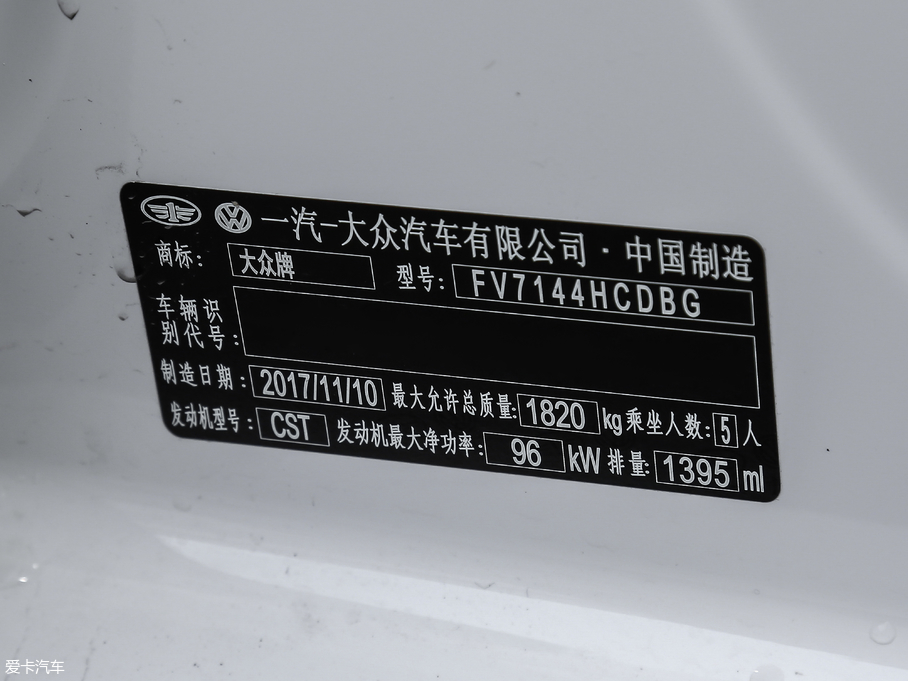 一汽-大众汽车有限公司·中国制造
商标: 大众牌 型号: FV7144HCDBG
车辆识
别代号:
制造日期: 2017/11/10 最大允许总质量: 1820 kg 乘坐人数: 5 人
发动机型号: CST 发动机最大净功率: 96 kW 排量: 1395 ml
爱卡汽车